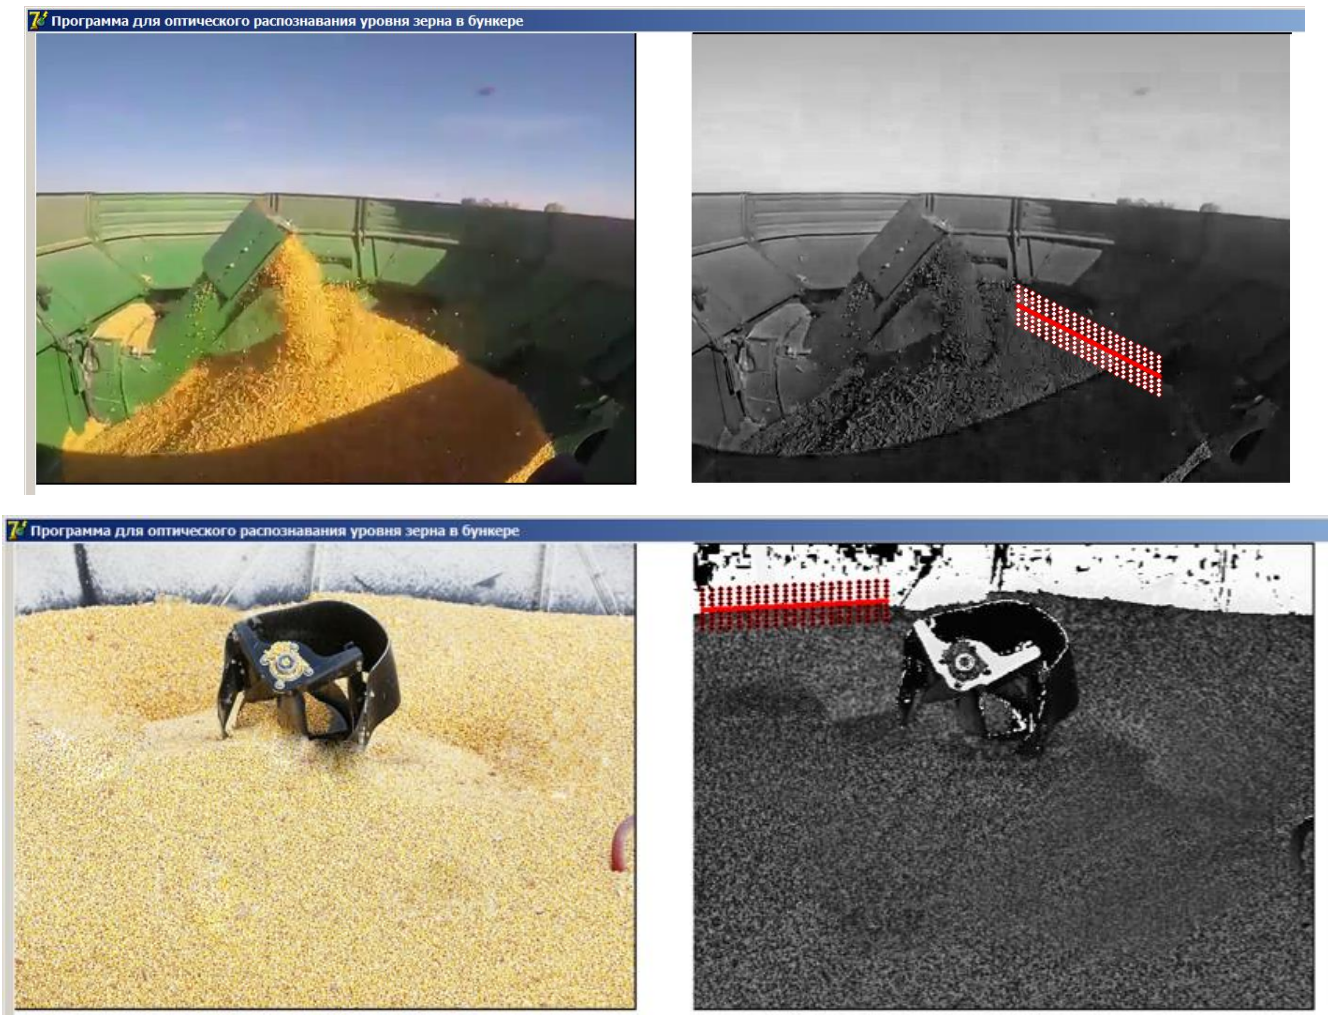 Программа для оптического распознавания уровня зерна в бункере
Программа для оптического распознавания уровня зерна в бункере